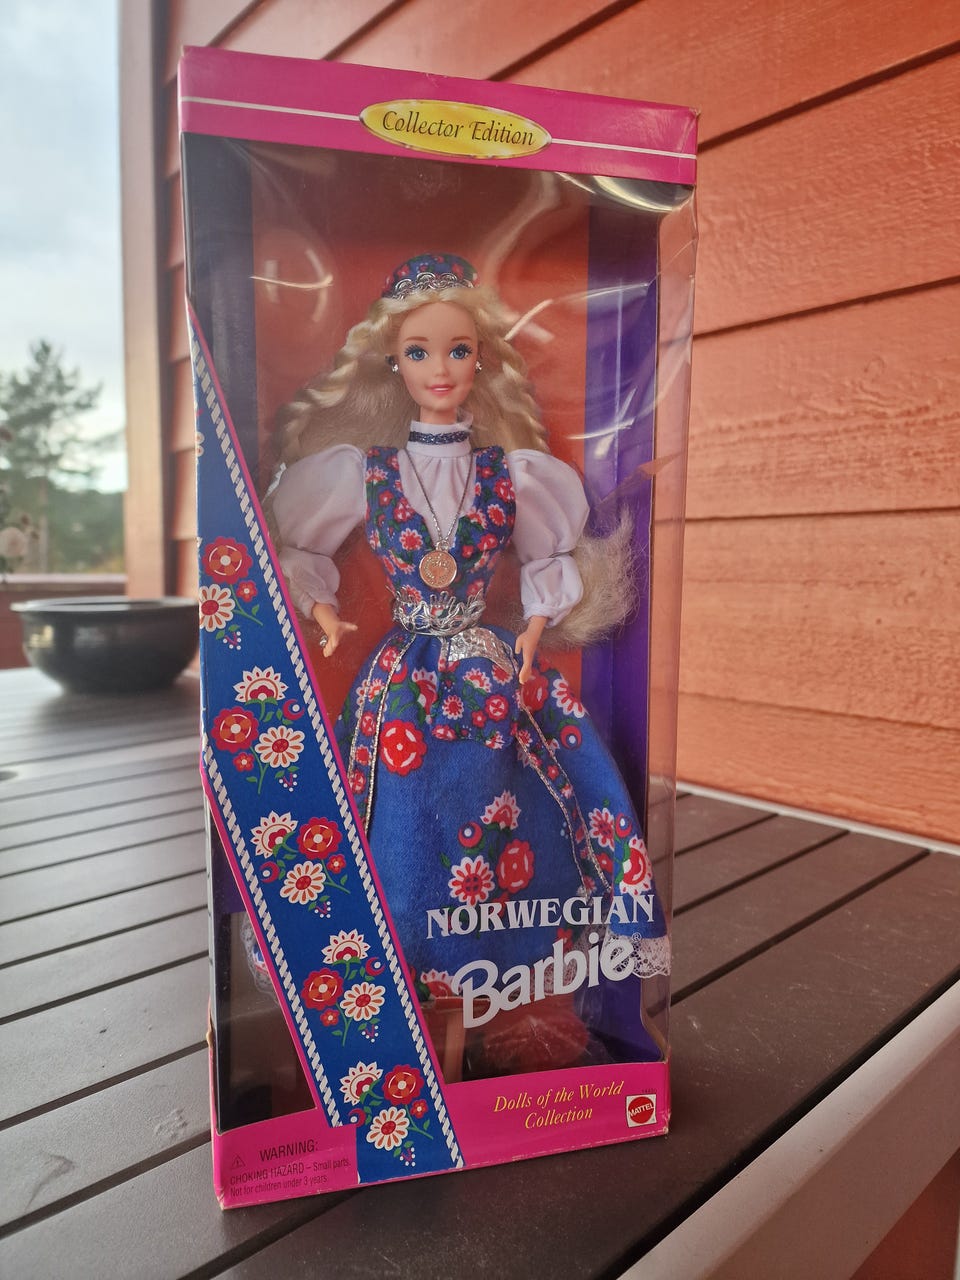 Collector Edition
NORWEGIAN
Barbie®
Dolls of the World
Collection
MATTEL
WARNING:
CHOKING HAZARD – Small parts.
Not for children under 3 years.